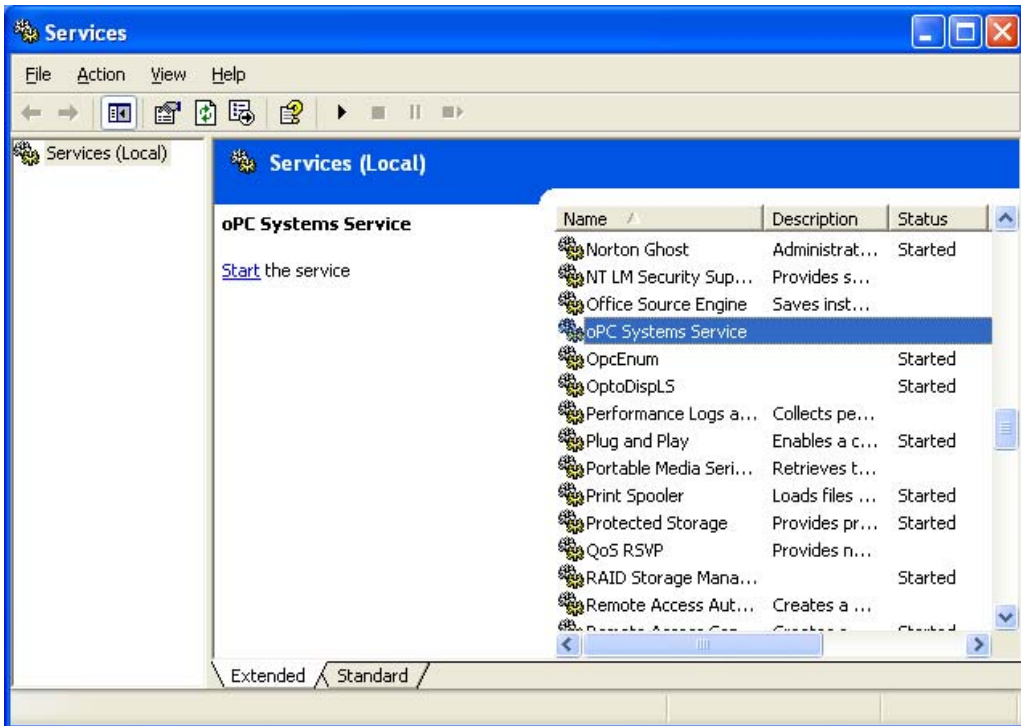 Services
File Action View Help
Services (Local)
Services (Local)
oPC Systems Service
Start the service
Name Description Status
Norton Ghost Administrat... Started
NT LM Security Sup... Provides s...
Office Source Engine Saves inst...
oPC Systems Service
OpcEnum Started
OptoDispLS Started
Performance Logs a... Collects pe...
Plug and Play Enables a c... Started
Portable Media Seri... Retrieves t...
Print Spooler Loads files ... Started
Protected Storage Provides pr... Started
QoS RSVP Provides n...
RAID Storage Mana... Started
Remote Access Aut... Creates a ...
Extended Standard